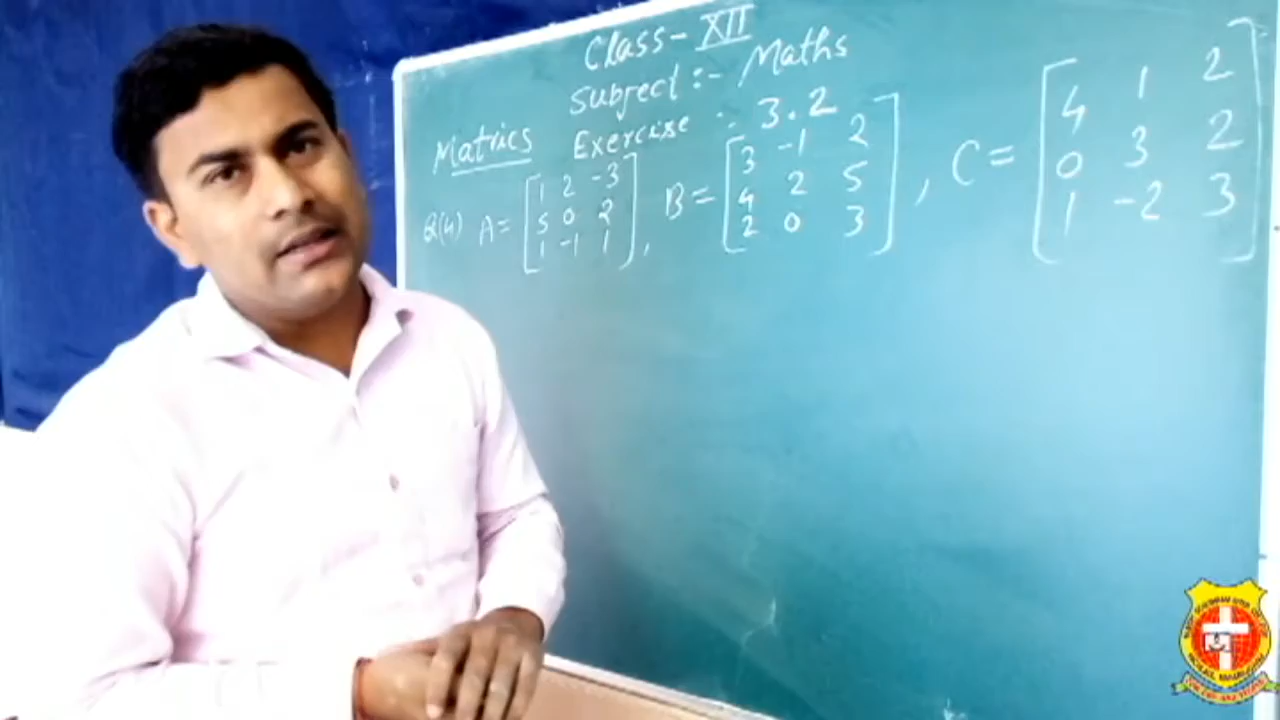 Class- XII
Subject :- Maths
Matrics Exercise :- 3.2
Q(4) A = [1 2 -3
5 0 2
1 -1 1] , B = [3 -1 2
4 2 5
2 0 3] , C = [4 1 2
0 3 2
1 -2 3]